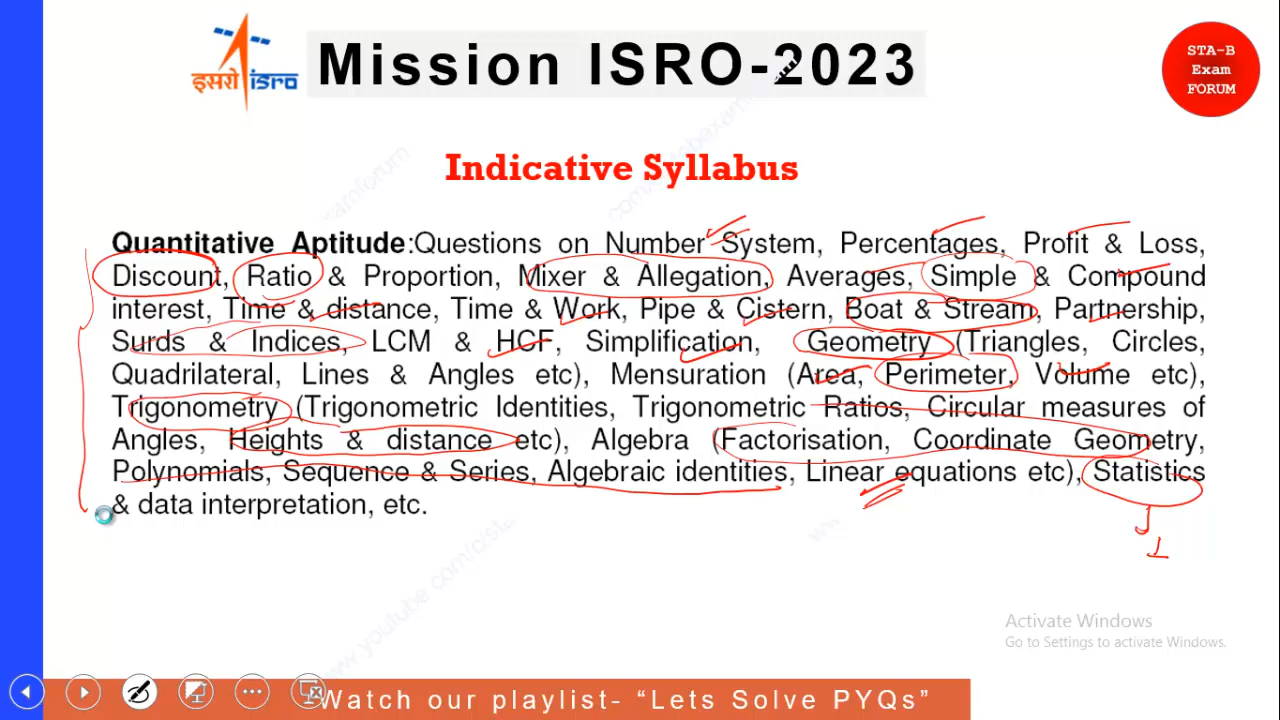 इसरो isro
Mission ISRO-2023
STA-B
Exam
FORUM
Indicative Syllabus
Quantitative Aptitude:Questions on Number System, Percentages, Profit & Loss,
Discount, Ratio & Proportion, Mixer & Allegation, Averages, Simple & Compound
interest, Time & distance, Time & Work, Pipe & Cistern, Boat & Stream, Partnership,
Surds & Indices, LCM & HCF, Simplification, Geometry (Triangles, Circles,
Quadrilateral, Lines & Angles etc), Mensuration (Area, Perimeter, Volume etc),
Trigonometry (Trigonometric Identities, Trigonometric Ratios, Circular measures of
Angles, Heights & distance etc), Algebra (Factorisation, Coordinate Geometry,
Polynomials, Sequence & Series, Algebraic identities, Linear equations etc), Statistics
& data interpretation, etc.
Activate Windows
Go to Settings to activate Windows.
Watch our playlist- “Lets Solve PYQs”